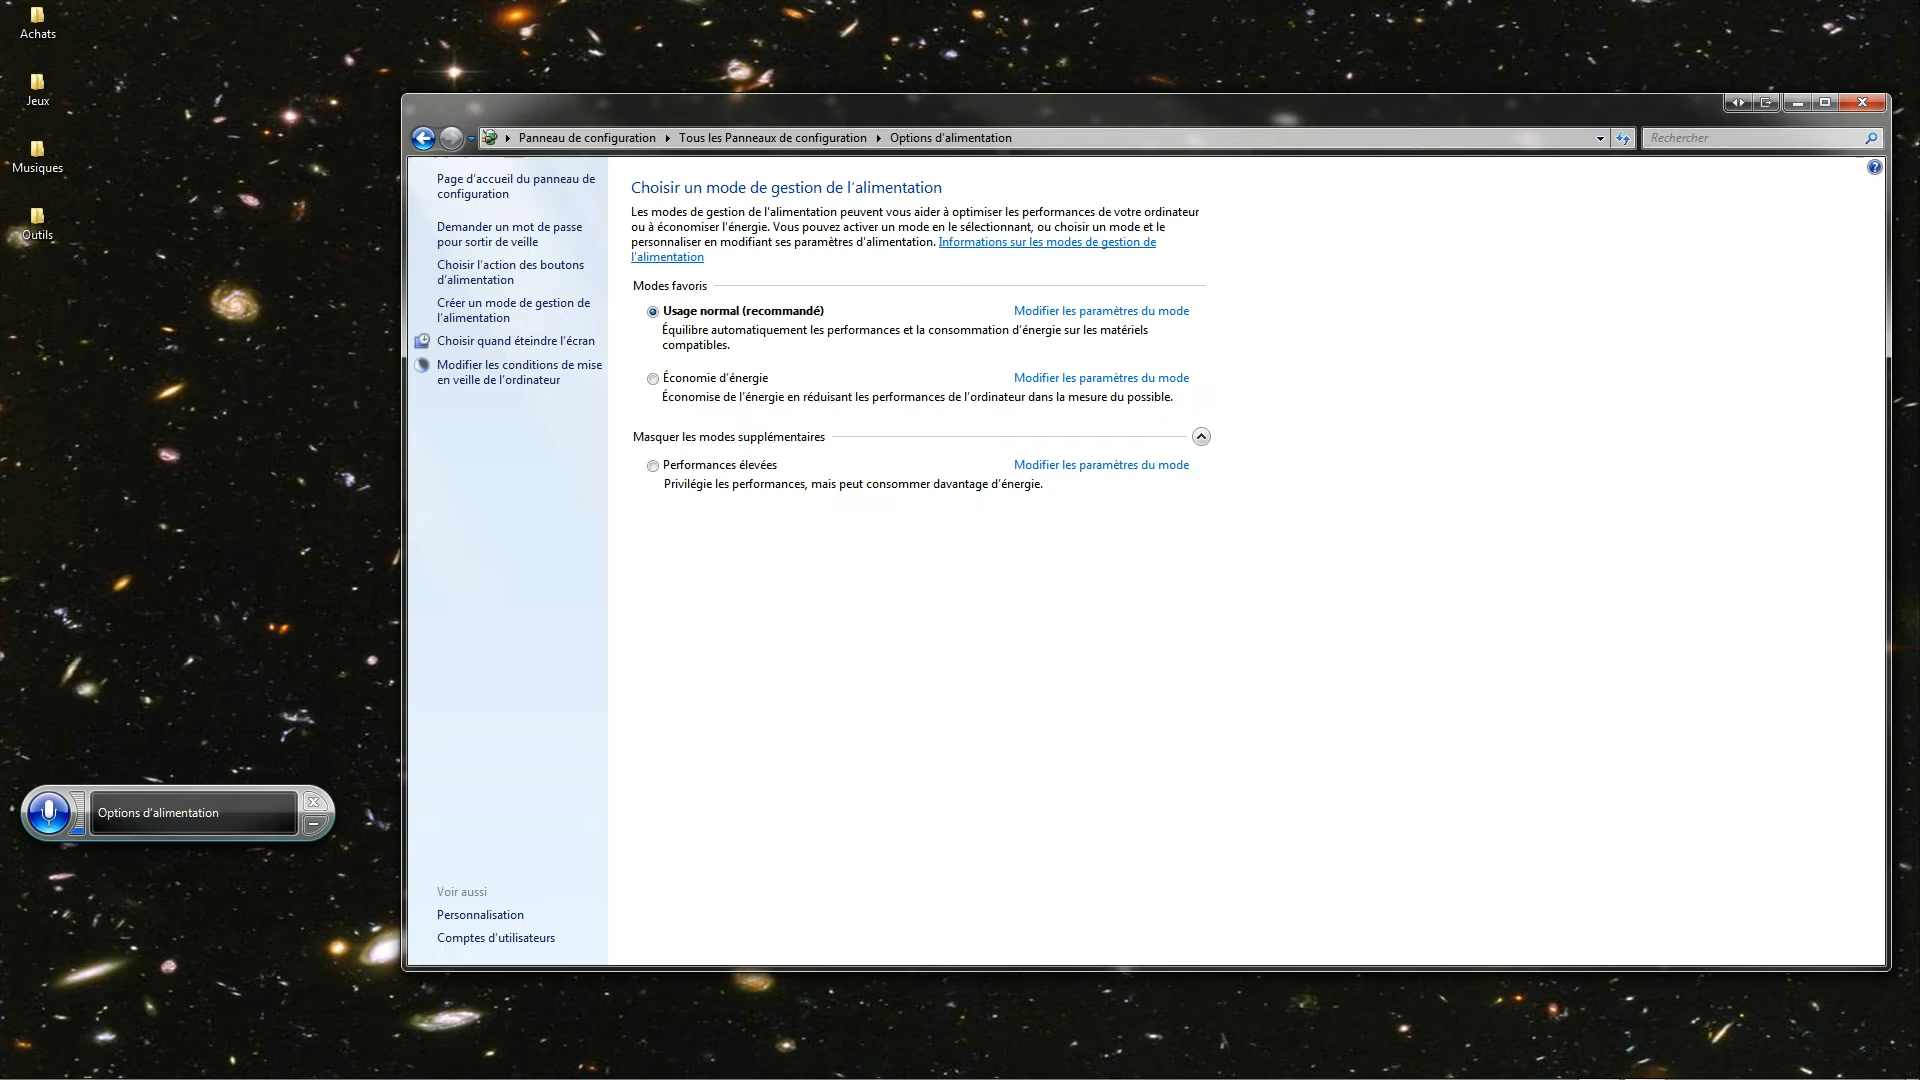 Achats
Jeux
Musiques
Outils
Panneau de configuration
Tous les Panneaux de configuration
Options d'alimentation
Rechercher
Page d'accueil du panneau de
configuration
Demander un mot de passe
pour sortir de veille
Choisir l'action des boutons
d'alimentation
Créer un mode de gestion de
l'alimentation
Choisir quand éteindre l'écran
Modifier les conditions de mise
en veille de l'ordinateur
Voir aussi
Personnalisation
Comptes d'utilisateurs
Choisir un mode de gestion de l'alimentation
Les modes de gestion de l'alimentation peuvent vous aider à optimiser les performances de votre ordinateur
ou à économiser l'énergie. Vous pouvez activer un mode en le sélectionnant, ou choisir un mode et le
personnaliser en modifiant ses paramètres d'alimentation. Informations sur les modes de gestion de
l'alimentation
Modes favoris
Usage normal (recommandé) Modifier les paramètres du mode
Équilibre automatiquement les performances et la consommation d'énergie sur les matériels
compatibles.
Économie d'énergie Modifier les paramètres du mode
Économise de l'énergie en réduisant les performances de l'ordinateur dans la mesure du possible.
Masquer les modes supplémentaires
Performances élevées Modifier les paramètres du mode
Privilégie les performances, mais peut consommer davantage d'énergie.
Options d'alimentation